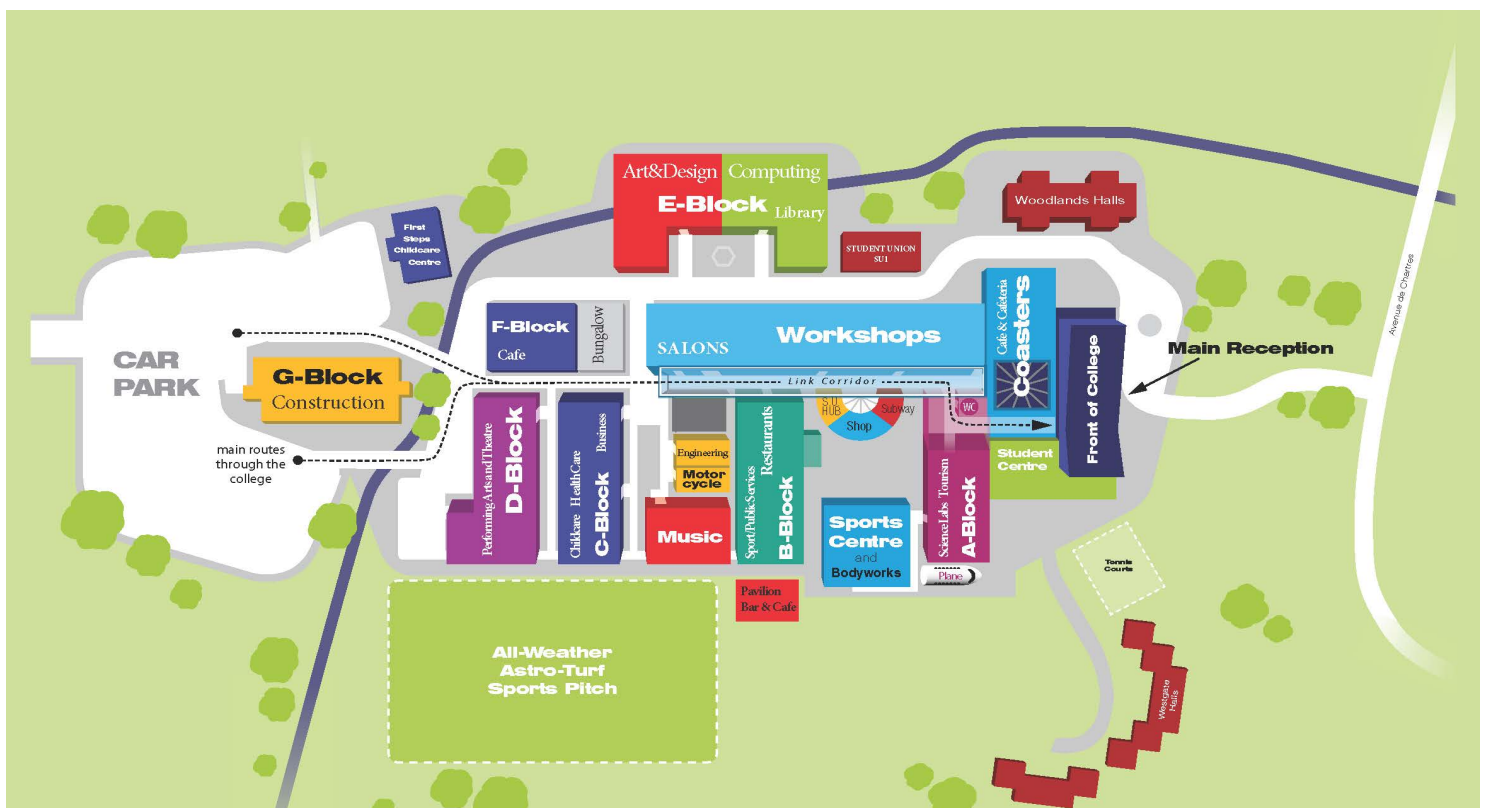 Art&Design
Computing
E-Block
Library
Woodlands Halls
STUDENT UNION
SU1
First
Steps
Childcare
Centre
Avenue de Chartres
F-Block
Cafe
Bungalow
SALONS
Workshops
Cafe & Cafeteria
Coasters
Front of College
Main Reception
CAR
PARK
G-Block
Construction
Link Corridor
main routes
through the
college
Performing Arts and Theatre
D-Block
Childcare Health Care Business
C-Block
Engineering
Motor
cycle
Music
Sport/Public Services Restaurants
B-Block
HUB
Shop
Subway
WC
Student
Centre
Sports
Centre
and
Bodyworks
Science Labs Tourism
A-Block
Plane
Pavilion
Bar & Cafe
Tennis
Courts
All-Weather
Astro-Turf
Sports Pitch
Westgate
Halls